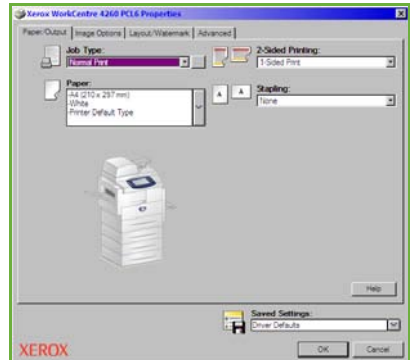 Xerox WorkCentre 4260 PCL6 Properties
Paper/Output Image Options Layout/Watermark Advanced
Job Type:
Normal Print
2-Sided Printing:
1-Sided Print
Paper:
-A4 (210 x 297 mm)
-White
-Printer Default Type
Stapling:
None
Help
Saved Settings:
Driver Defaults
XEROX
OK Cancel